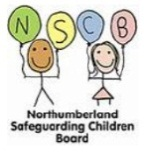 N S C B
Northumberland
Safeguarding Children
Board